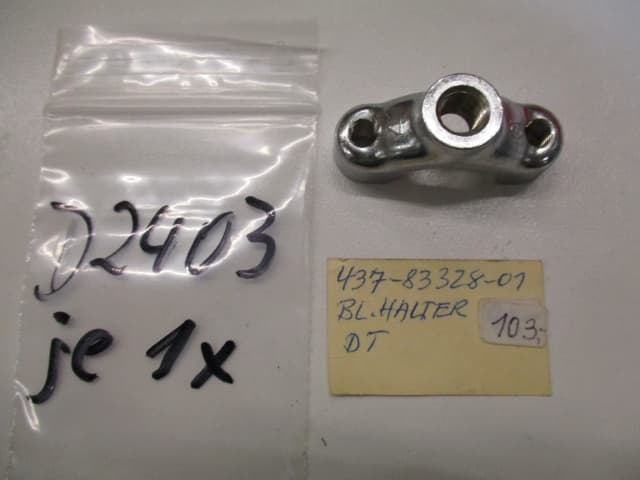 D2403
je 1x
437-83328-01
BL.HALTER
DT
103,-